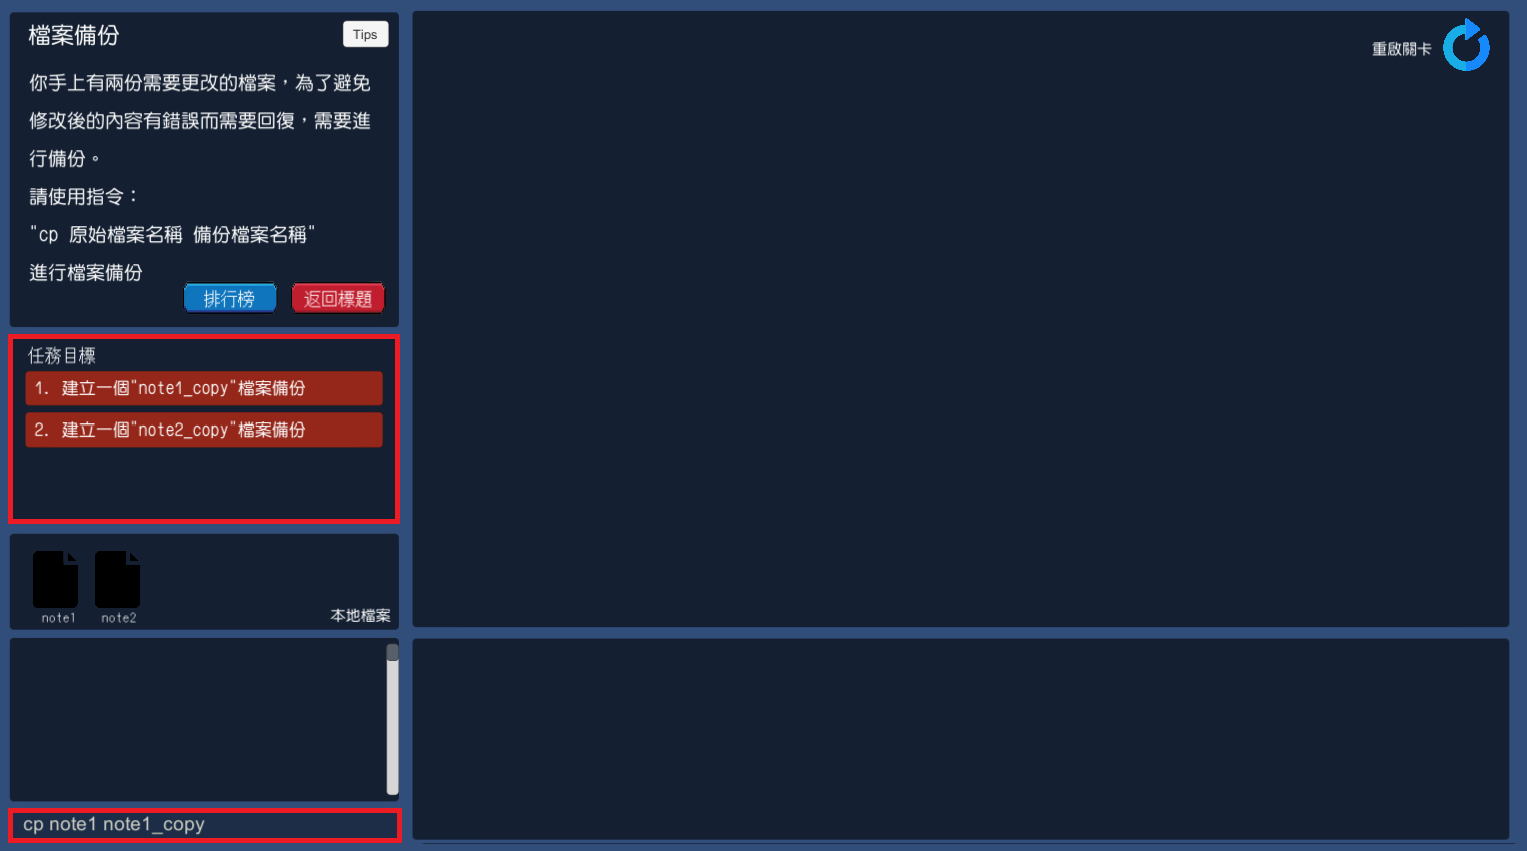 檔案備份
Tips
你手上有兩份需要更改的檔案，為了避免
修改後的內容有錯誤而需要回復，需要進
行備份。
請使用指令：
"cp 原始檔案名稱 備份檔案名稱"
進行檔案備份
排行榜
返回標題
任務目標
1. 建立一個"note1_copy"檔案備份
2. 建立一個"note2_copy"檔案備份
note1
note2
本地檔案
cp note1 note1_copy
重啟關卡